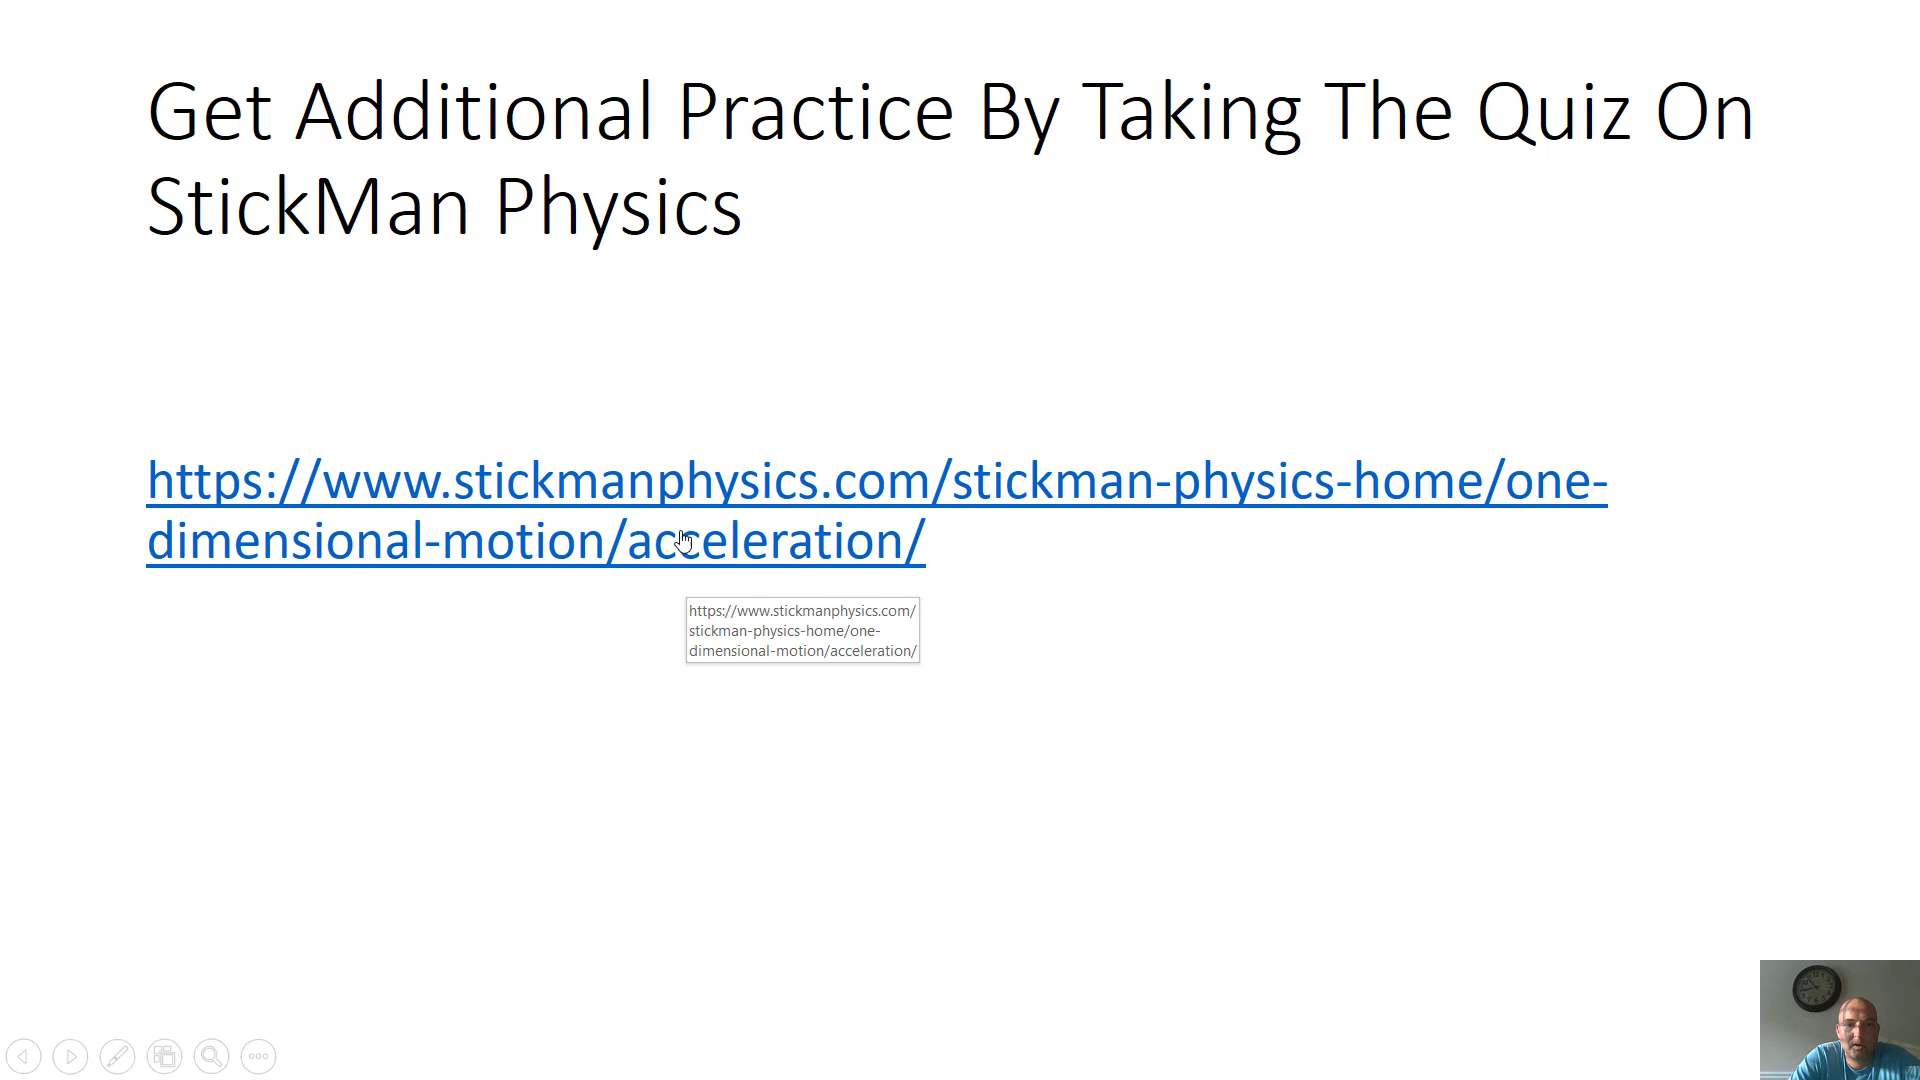 Get Additional Practice By Taking The Quiz On
StickMan Physics
https://www.stickmanphysics.com/stickman-physics-home/one-
dimensional-motion/acceleration/
https://www.stickmanphysics.com/
stickman-physics-home/one-
dimensional-motion/acceleration/